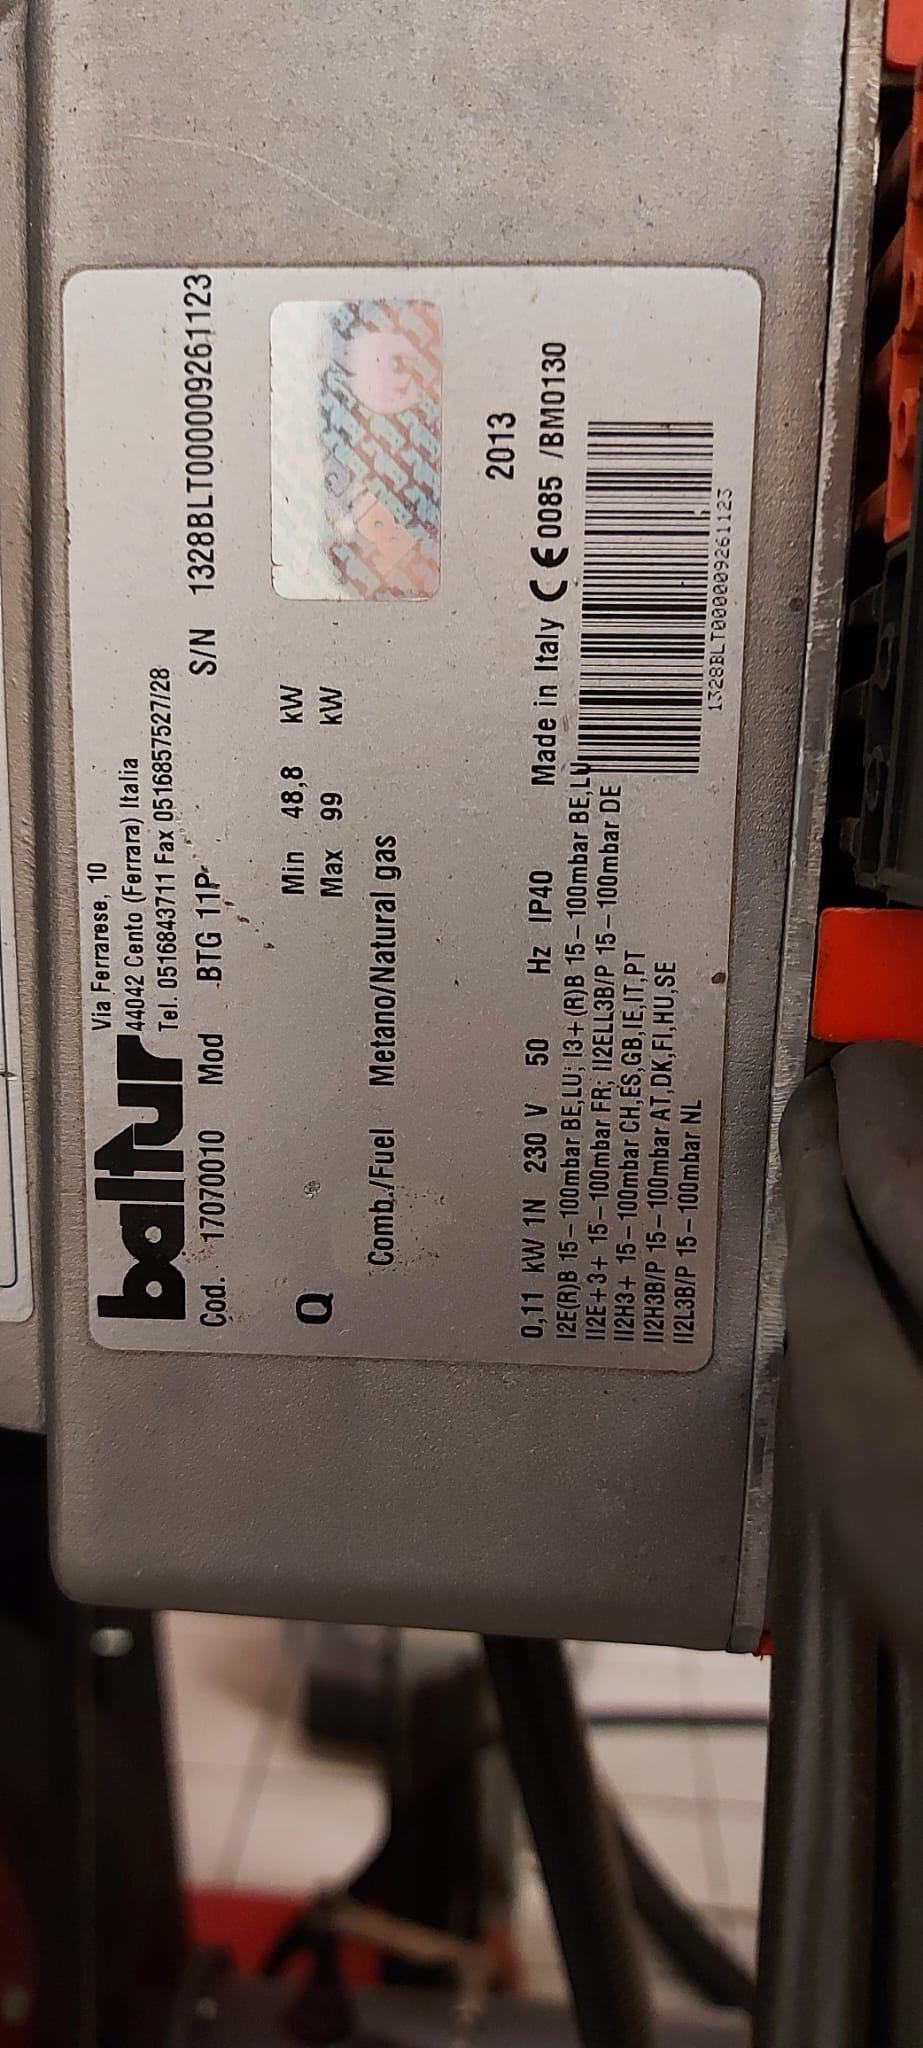 baltur
Via Ferrarese, 10
44042 Cento (Ferrara) Italia
Tel. 0516843711 Fax 0516857527/28
Cod. 17070010 Mod BTG 11P S/N 1328BLT00009261123
Q Min 48,8 kW
Max 99 kW
Comb./Fuel Metano/Natural gas
2013
0,11 kW 1N 230 V 50 Hz IP40 Made in Italy CE 0085 /BM0130
I2E(R)B 15–100mbar BE,LU; I3+(R)B 15–100mbar BE,LU
II2E+3+ 15–100mbar FR; II2ELL3B/P 15–100mbar DE
II2H3+ 15–100mbar CH,ES,GB,IE,IT,PT
II2H3B/P 15–100mbar AT,DK,FI,HU,SE
II2L3B/P 15–100mbar NL
1328BLT00009261123